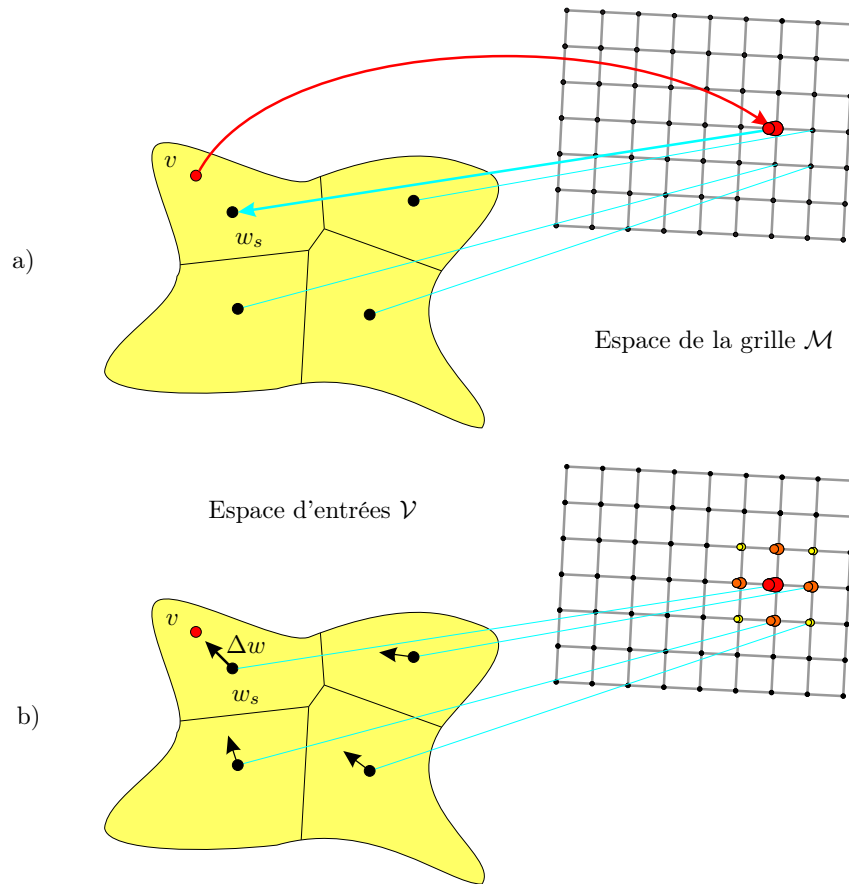 v
w_s
a)
Espace de la grille ℳ
Espace d'entrées 𝒱
v
Δw
w_s
b)